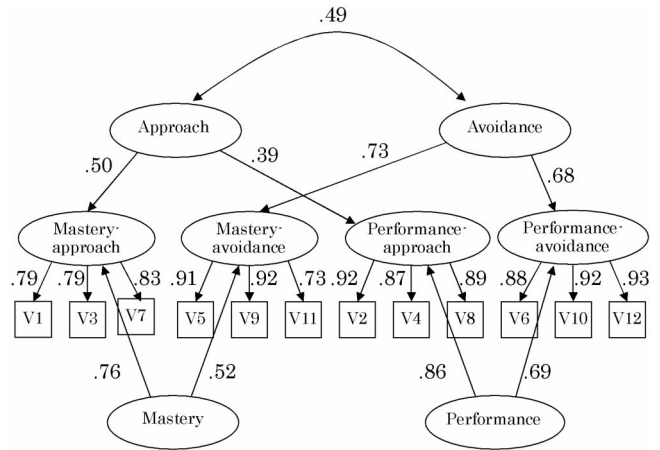 .49
Approach
Avoidance
.50
.39
.73
.68
Mastery-
approach
Mastery-
avoidance
Performance-
approach
Performance-
avoidance
.79 .79 .83 .91 .92 .73 .92 .87 .89 .88 .92 .93
V1 V3 V7 V5 V9 V11 V2 V4 V8 V6 V10 V12
.76 .52 .86 .69
Mastery
Performance